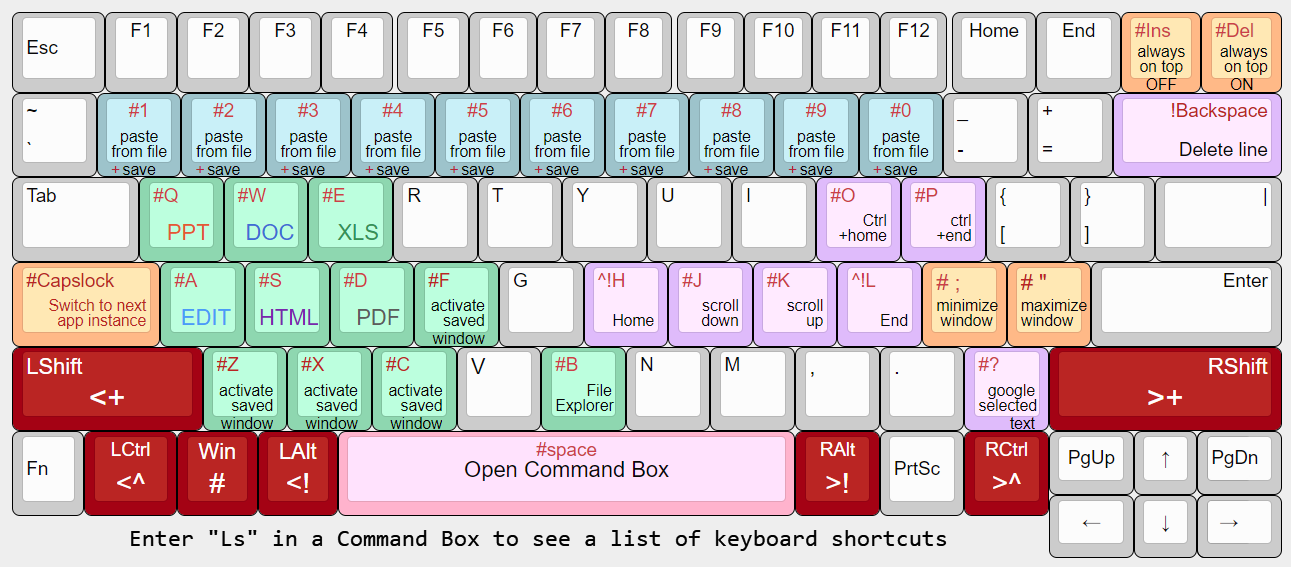 Esc
F1
F2
F3
F4
F5
F6
F7
F8
F9
F10
F11
F12
Home
End
#Ins
always
on top
OFF
#Del
always
on top
ON
~
`
#1
paste
from file
+ save
#2
paste
from file
+ save
#3
paste
from file
+ save
#4
paste
from file
+ save
#5
paste
from file
+ save
#6
paste
from file
+ save
#7
paste
from file
+ save
#8
paste
from file
+ save
#9
paste
from file
+ save
#0
paste
from file
+ save
_
-
+
=
!Backspace
Delete line
Tab
#Q
PPT
#W
DOC
#E
XLS
R
T
Y
U
I
#O
Ctrl
+home
#P
ctrl
+end
{
[
}
]
|
#Capslock
Switch to next
app instance
#A
EDIT
#S
HTML
#D
PDF
#F
activate
saved
window
G
^!H
Home
#J
scroll
down
#K
scroll
up
^!L
End
# ;
minimize
window
# "
maximize
window
Enter
LShift
<+
#Z
activate
saved
window
#X
activate
saved
window
#C
activate
saved
window
V
#B
File
Explorer
N
M
,
.
#?
google
selected
text
RShift
>+
Fn
LCtrl
<^
Win
#
LAlt
<!
#space
Open Command Box
RAlt
>!
PrtSc
RCtrl
>^
PgUp
↑
PgDn
←
↓
→
Enter "Ls" in a Command Box to see a list of keyboard shortcuts